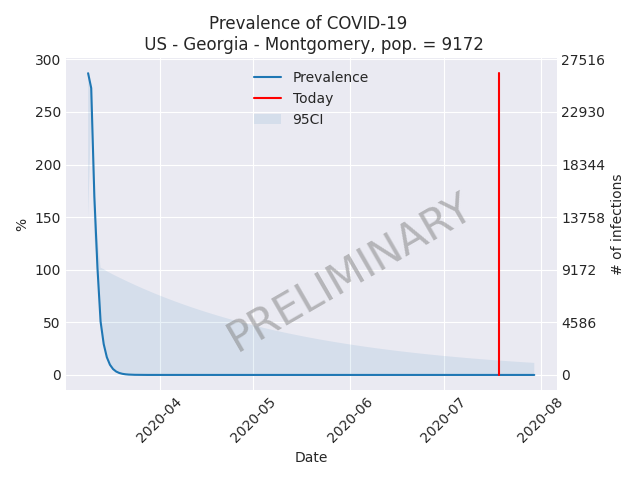 Prevalence of COVID-19
US - Georgia - Montgomery, pop. = 9172
300
250
200
150
100
50
0
%
27516
22930
18344
13758
9172
4586
0
# of infections
Prevalence
Today
95CI
PRELIMINARY
2020-04
2020-05
2020-06
2020-07
2020-08
Date